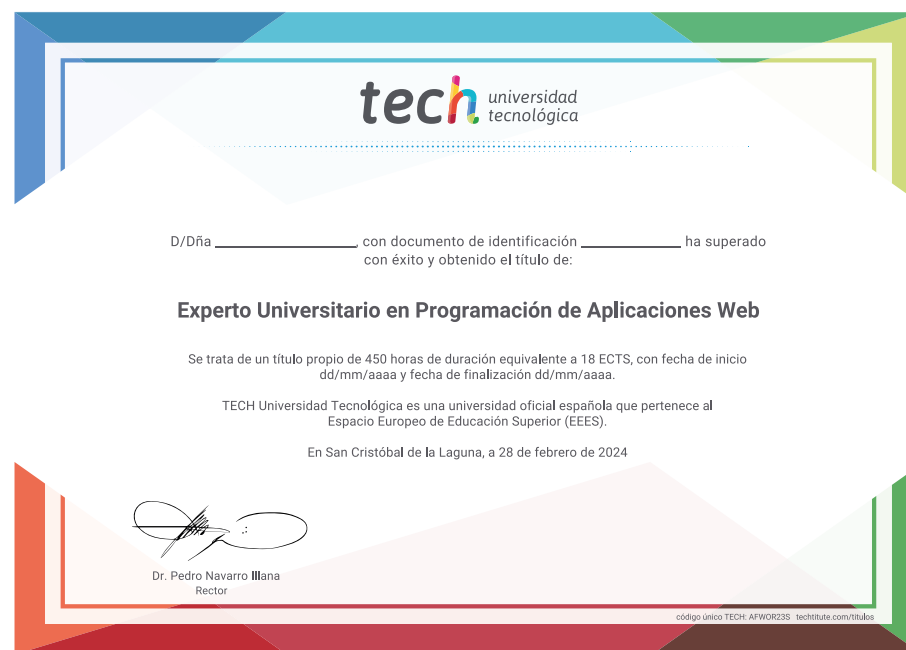 tech universidad
tecnológica
D/Dña ________________, con documento de identificación ____________ ha superado
con éxito y obtenido el título de:
Experto Universitario en Programación de Aplicaciones Web
Se trata de un título propio de 450 horas de duración equivalente a 18 ECTS, con fecha de inicio
dd/mm/aaaa y fecha de finalización dd/mm/aaaa.
TECH Universidad Tecnológica es una universidad oficial española que pertenece al
Espacio Europeo de Educación Superior (EEES).
En San Cristóbal de la Laguna, a 28 de febrero de 2024
Dr. Pedro Navarro Illana
Rector
código único TECH: AFWOR23S techtitute.com/titulos